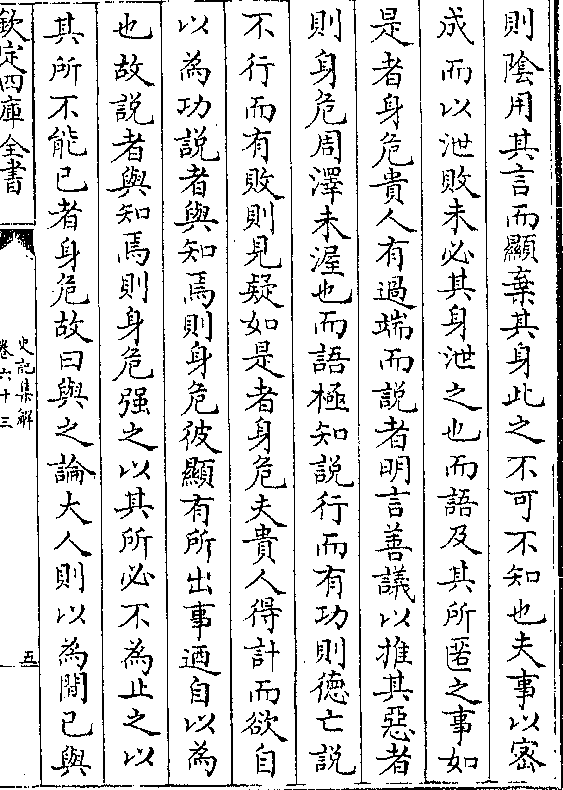 則陰用其言而顯棄其身此之不可不知也夫事以密
成而以泄敗未必其身泄之也而語及其所匿之事如
是者身危貴人有過端而說者明言善議以推其惡者
則身危周澤未渥也而語極知說行而有功則德亡說
不行而有敗則見疑如是者身危夫貴人得計而欲自
以為功說者與知焉則身危彼顯有所出事迺自以為
也故說者與知焉則身危强之以其所必不為止之以
其所不能已者身危故曰與之論大人則以為間已與
欽定四庫全書
史記集解
卷六十三
五